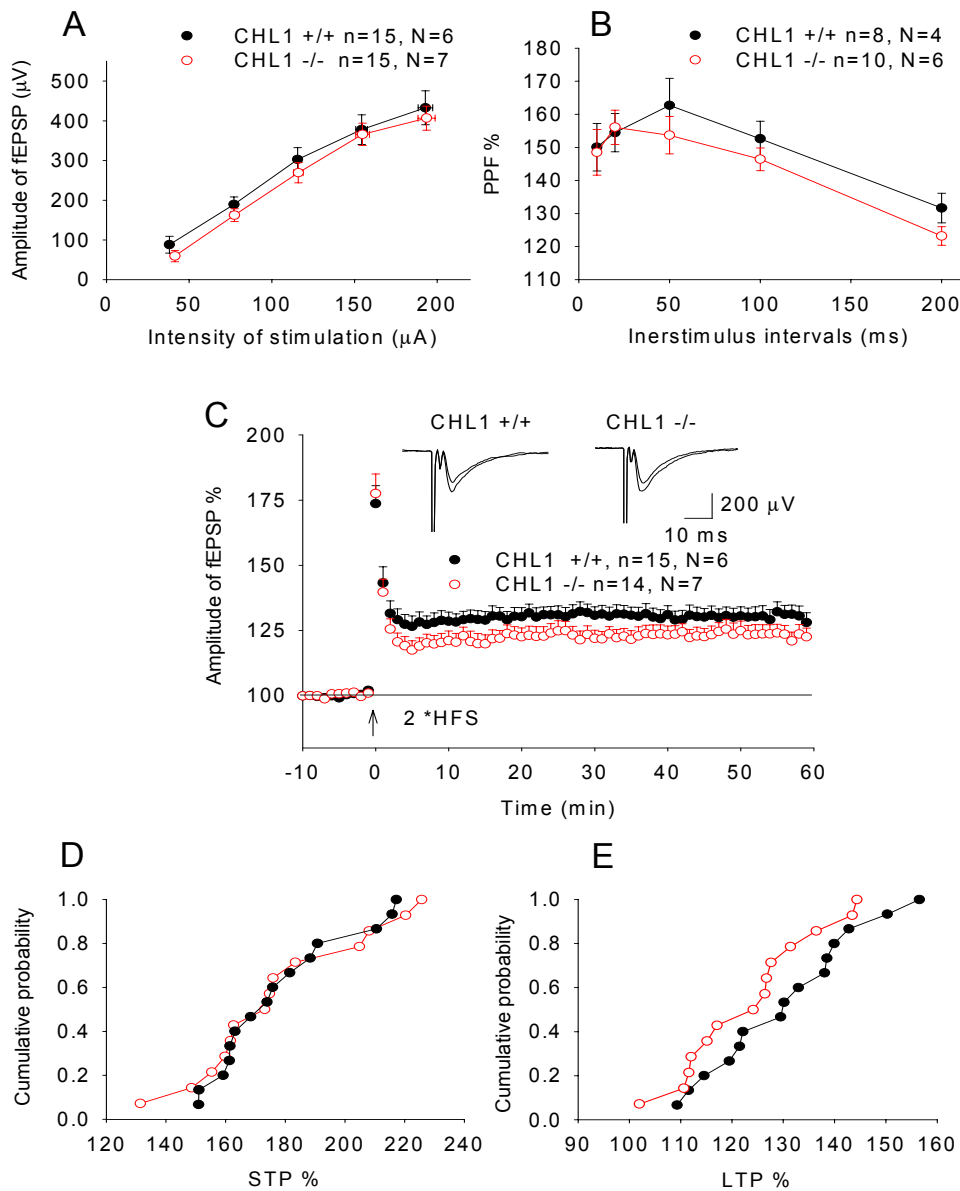 A
CHL1 +/+ n=15, N=6
CHL1 -/- n=15, N=7
Amplitude of fEPSP (μV)
500
400
300
200
100
0
0 50 100 150 200
Intensity of stimulation (μA)
B
CHL1 +/+ n=8, N=4
CHL1 -/- n=10, N=6
PPF %
180
170
160
150
140
130
120
110
0 50 100 150 200
Inerstimulus intervals (ms)
C
CHL1 +/+
CHL1 -/-
200 μV
10 ms
CHL1 +/+, n=15, N=6
CHL1 -/- n=14, N=7
Amplitude of fEPSP %
200
175
150
125
100
2 *HFS
-10 0 10 20 30 40 50 60
Time (min)
D
Cumulative probability
1.0
0.8
0.6
0.4
0.2
0.0
120 140 160 180 200 220 240
STP %
E
Cumulative probability
1.0
0.8
0.6
0.4
0.2
0.0
90 100 110 120 130 140 150 160
LTP %